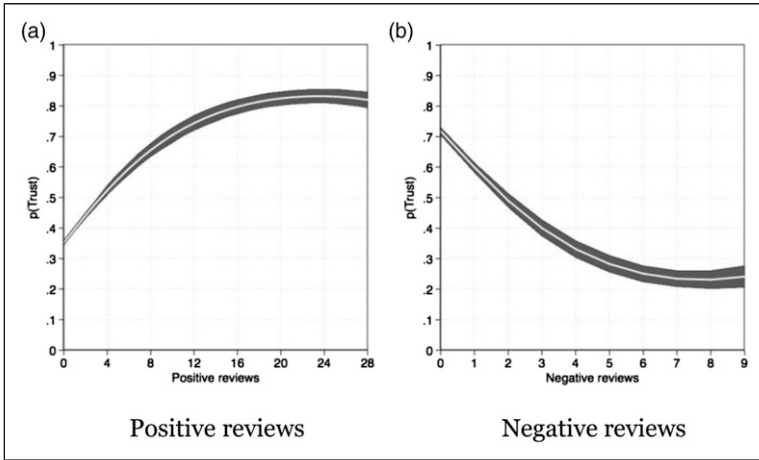 (a)
1
.9
.8
.7
.6
.5
.4
.3
.2
.1
0
p(Trust)
0 4 8 12 16 20 24 28
Positive reviews
Positive reviews
(b)
1
.9
.8
.7
.6
.5
.4
.3
.2
.1
0
p(Trust)
0 1 2 3 4 5 6 7 8 9
Negative reviews
Negative reviews